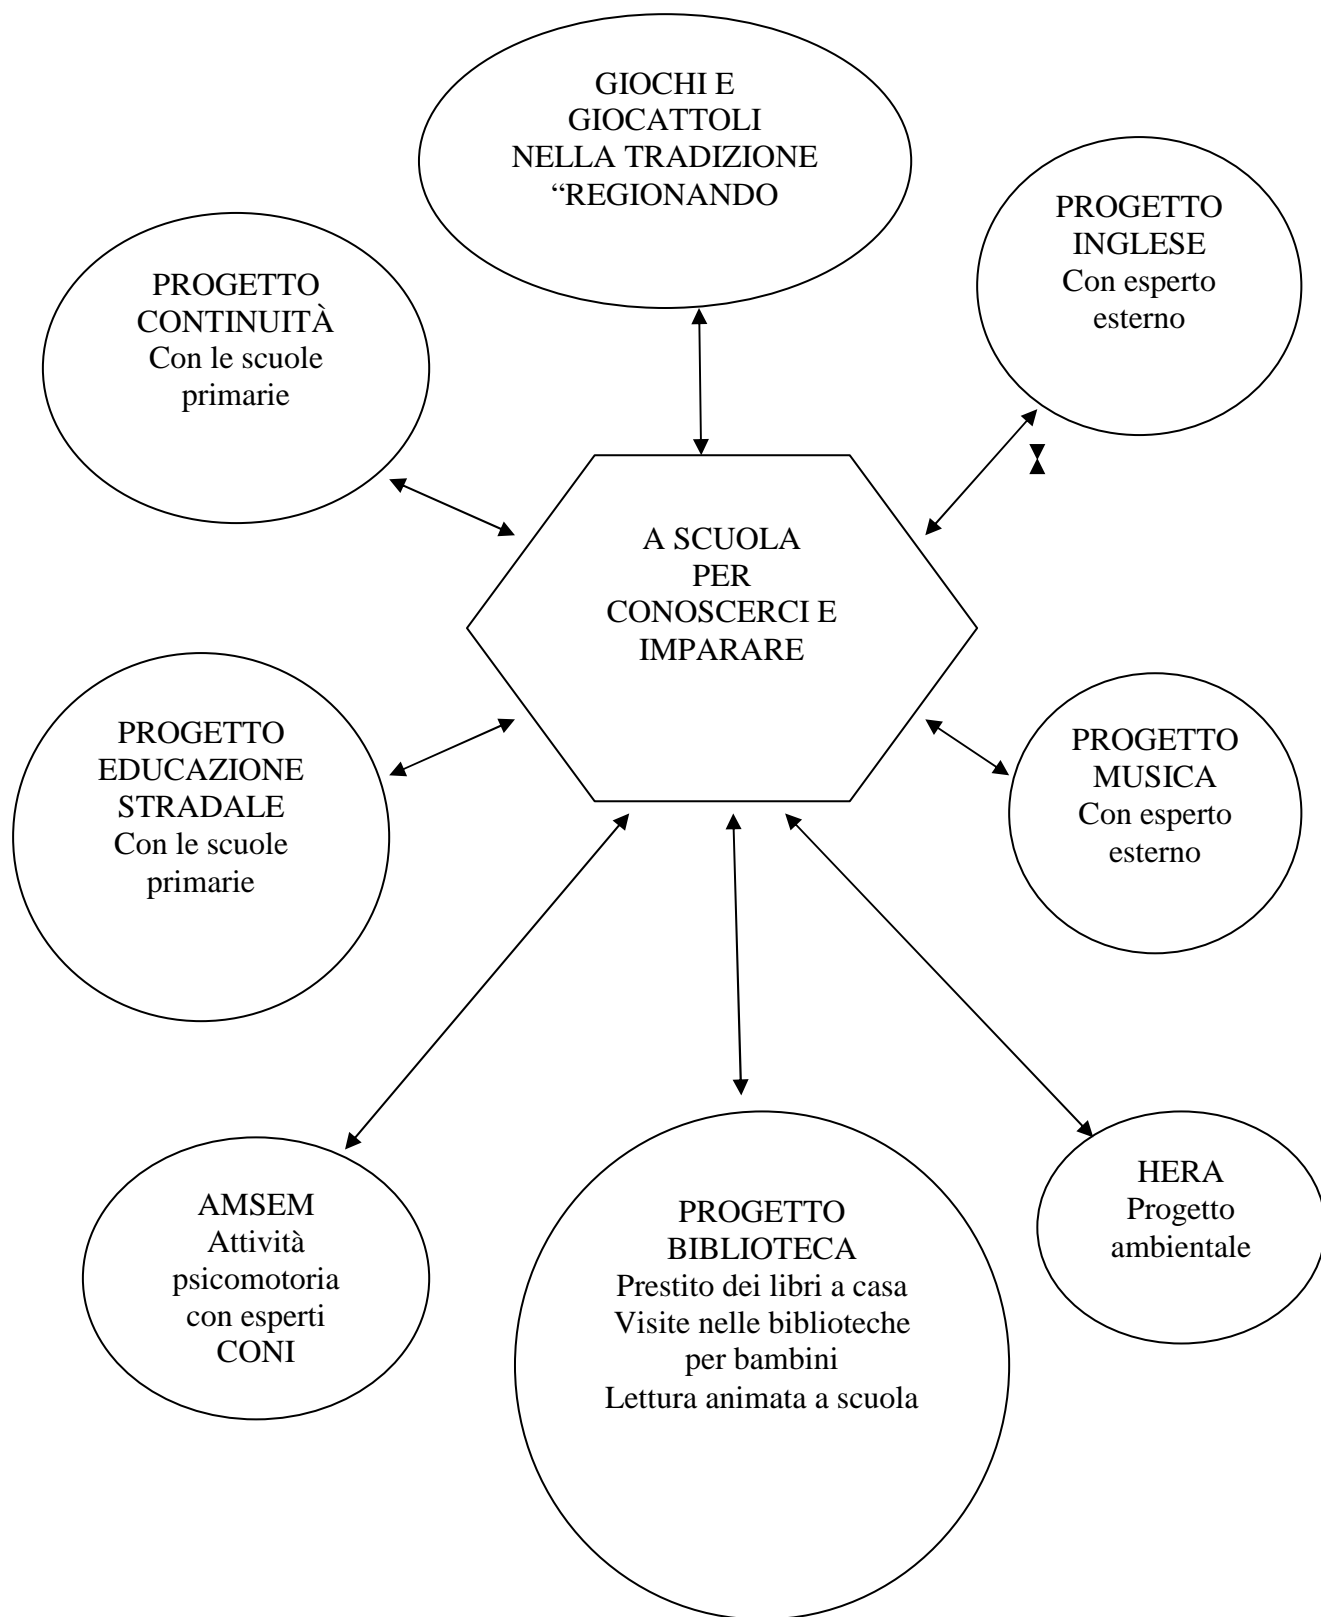 GIOCHI E
GIOCATTOLI
NELLA TRADIZIONE
“REGIONANDO
PROGETTO
INGLESE
Con esperto
esterno
PROGETTO
CONTINUITÀ
Con le scuole
primarie
A SCUOLA
PER
CONOSCERCI E
IMPARARE
PROGETTO
EDUCAZIONE
STRADALE
Con le scuole
primarie
PROGETTO
MUSICA
Con esperto
esterno
AMSEM
Attività
psicomotoria
con esperti
CONI
PROGETTO
BIBLIOTECA
Prestito dei libri a casa
Visite nelle biblioteche
per bambini
Lettura animata a scuola
HERA
Progetto
ambientale